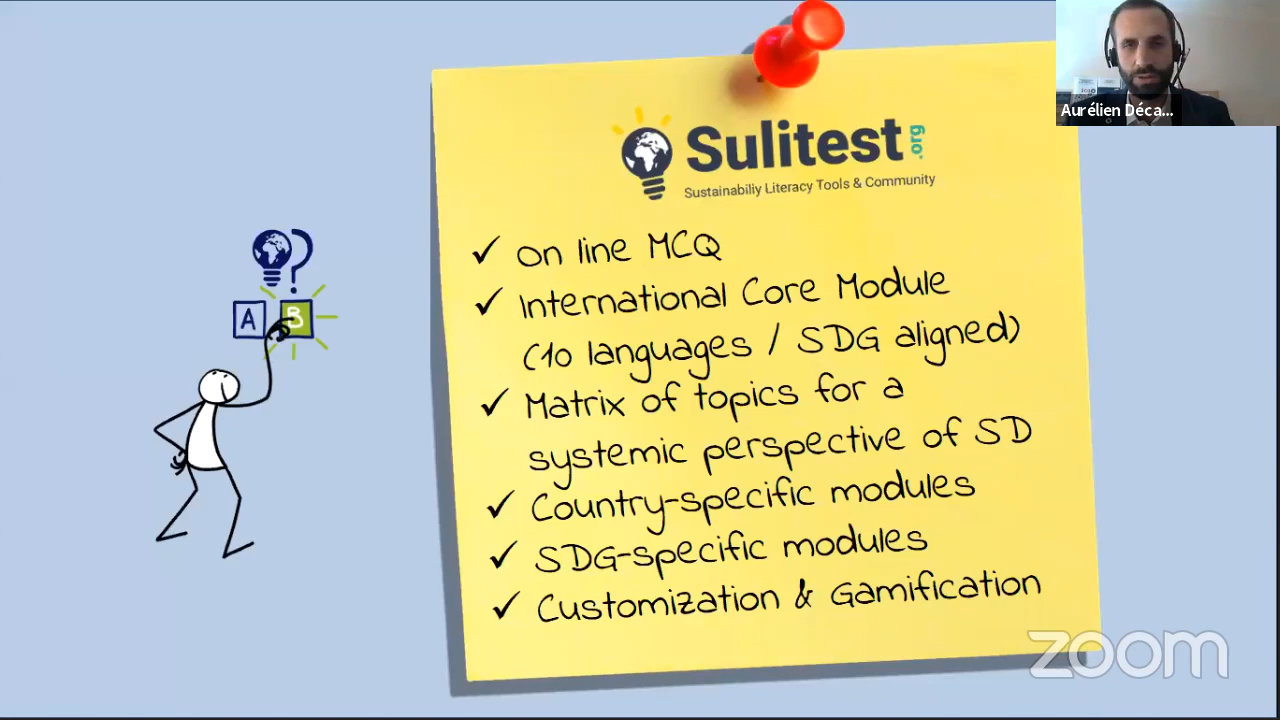 Aurélien Déca...
Sulitest.org
Sustainabiliy Literacy Tools & Community
?
A B
✓ On line MCQ
✓ International Core Module
(10 languages / SDG aligned)
✓ Matrix of topics for a
systemic perspective of SD
✓ Country-specific modules
✓ SDG-specific modules
✓ Customization & Gamification
zoom